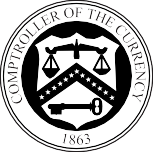 COMPTROLLER OF THE CURRENCY
1863